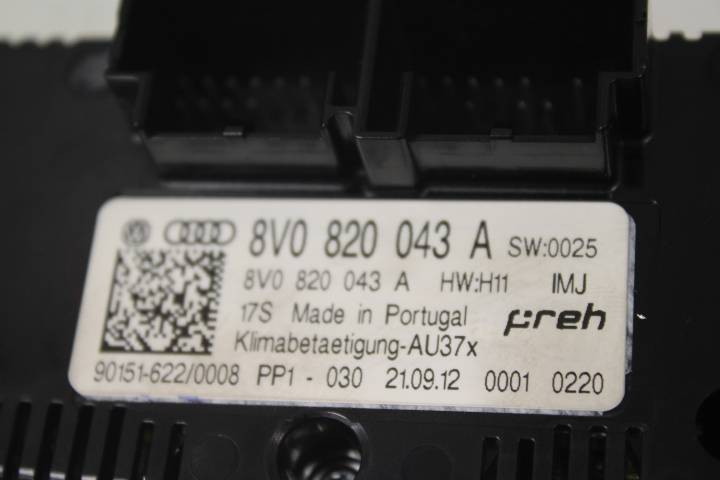 8V0 820 043 A SW:0025
8V0 820 043 A HW:H11 IMJ
17S Made in Portugal preh
Klimabetaetigung-AU37x
90151-622/0008 PP1 - 030 21.09.12 0001 0220